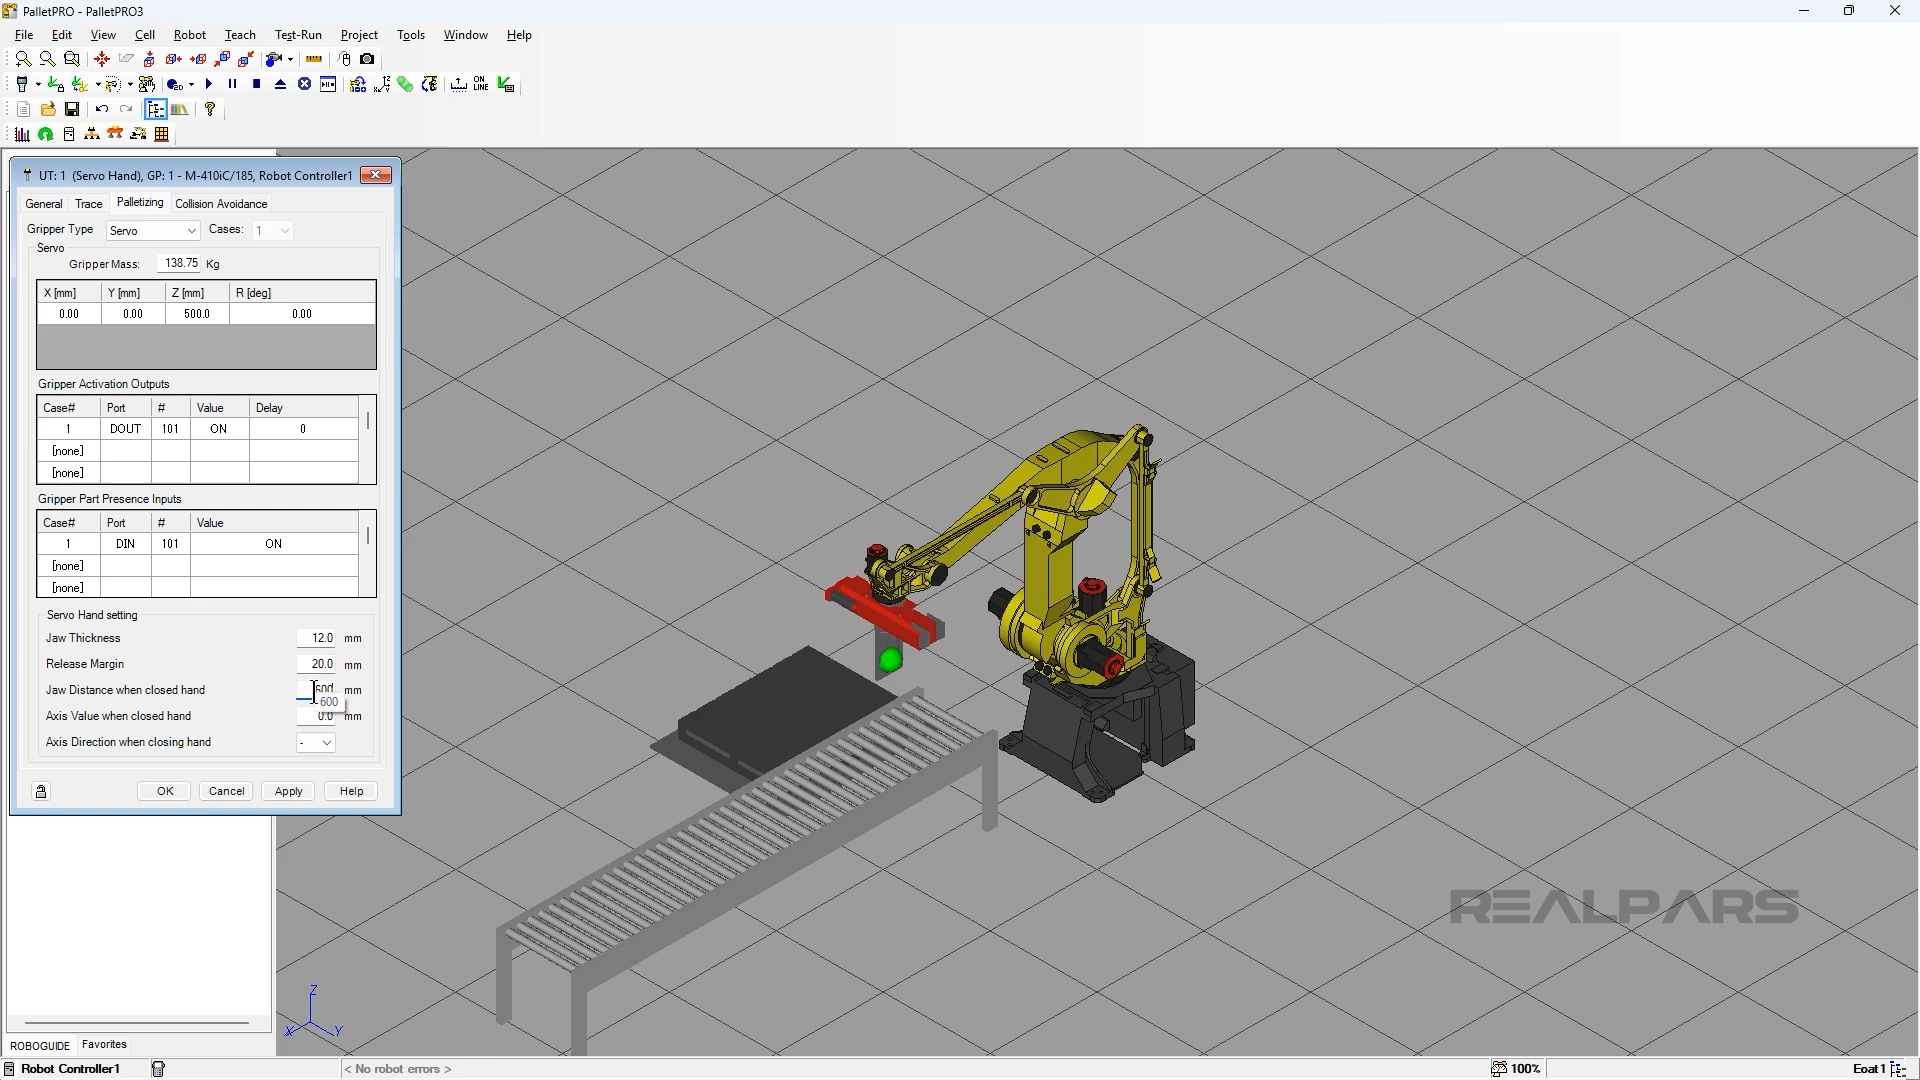 PalletPRO - PalletPRO3
File Edit View Cell Robot Teach Test-Run Project Tools Window Help
ON LINE
UT: 1 (Servo Hand), GP: 1 - M-410iC/185, Robot Controller1
General Trace Palletizing Collision Avoidance
Gripper Type Servo Cases: 1
Servo
Gripper Mass: 138.75 Kg
X [mm] Y [mm] Z [mm] R [deg]
0.00 0.00 500.0 0.00
Gripper Activation Outputs
Case# Port # Value Delay
1 DOUT 101 ON 0
[none]
[none]
Gripper Part Presence Inputs
Case# Port # Value
1 DIN 101 ON
[none]
[none]
Servo Hand setting
Jaw Thickness 12.0 mm
Release Margin 20.0 mm
Jaw Distance when closed hand 600 mm
600
Axis Value when closed hand 0.0 mm
Axis Direction when closing hand -
OK Cancel Apply Help
REALPARS
Z
X Y
ROBOGUIDE Favorites
Robot Controller1 < No robot errors > 100% Eoat1